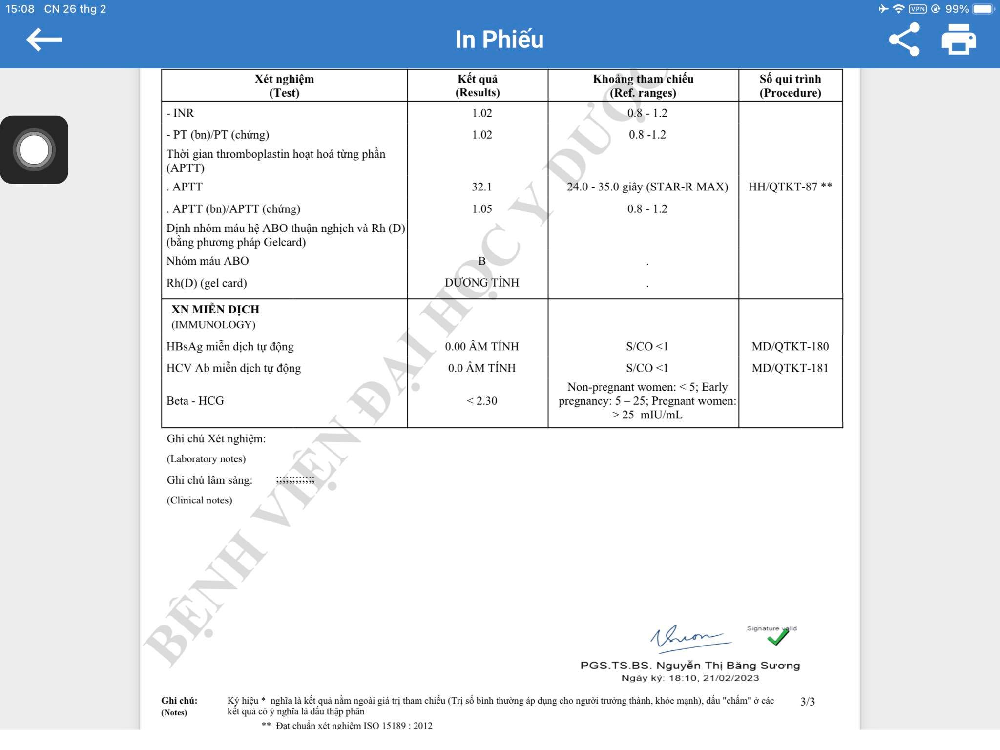 15:08 CN 26 thg 2
VPN 99%
In Phiếu
Xét nghiệm
(Test)
Kết quả
(Results)
Khoảng tham chiếu
(Ref. ranges)
Số qui trình
(Procedure)
- INR 1.02 0.8 - 1.2
- PT (bn)/PT (chứng) 1.02 0.8 -1.2
Thời gian thromboplastin hoạt hoá từng phần
(APTT)
. APTT 32.1 24.0 - 35.0 giây (STAR-R MAX) HH/QTKT-87 **
. APTT (bn)/APTT (chứng) 1.05 0.8 - 1.2
Định nhóm máu hệ ABO thuận nghịch và Rh (D)
(bằng phương pháp Gelcard)
Nhóm máu ABO B .
Rh(D) (gel card) DƯƠNG TÍNH .
XN MIỄN DỊCH
(IMMUNOLOGY)
HBsAg miễn dịch tự động 0.00 ÂM TÍNH S/CO <1 MD/QTKT-180
HCV Ab miễn dịch tự động 0.0 ÂM TÍNH S/CO <1 MD/QTKT-181
Beta - HCG < 2.30
Non-pregnant women: < 5; Early
pregnancy: 5 – 25; Pregnant women:
> 25 mIU/mL
Ghi chú Xét nghiệm:
(Laboratory notes)
Ghi chú lâm sàng: ;;;;;;;;;;;;
(Clinical notes)
BỆNH VIỆN ĐẠI HỌC Y DƯỢC
Signature valid
PGS.TS.BS. Nguyễn Thị Băng Sương
Ngày ký: 18:10, 21/02/2023
Ghi chú:
(Notes)
Ký hiệu * nghĩa là kết quả nằm ngoài giá trị tham chiếu (Trị số bình thường áp dụng cho người trưởng thành, khỏe mạnh), dấu "chấm" ở các
kết quả có ý nghĩa là dấu thập phân
3/3
** Đạt chuẩn xét nghiệm ISO 15189 : 2012